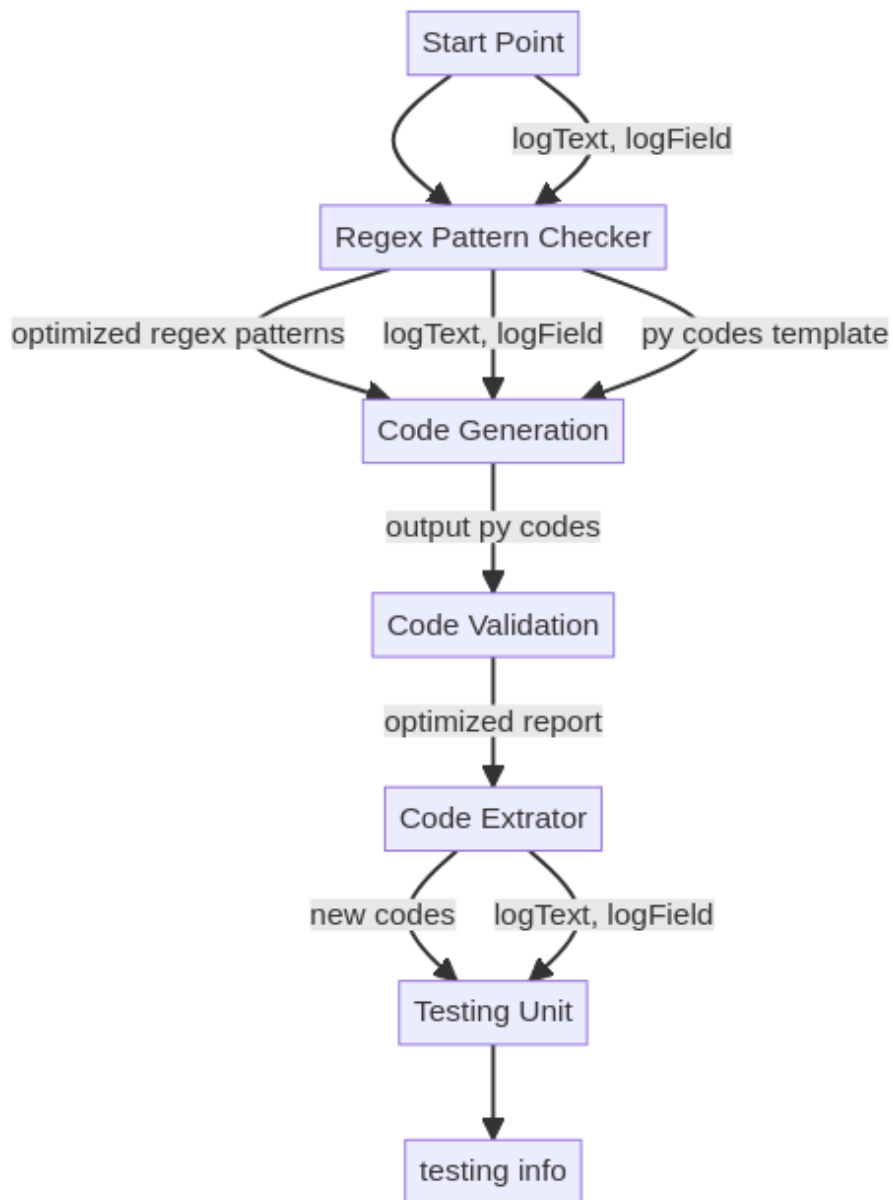 Start Point
logText, logField
Regex Pattern Checker
optimized regex patterns
logText, logField
py codes template
Code Generation
output py codes
Code Validation
optimized report
Code Extrator
new codes
logText, logField
Testing Unit
testing info